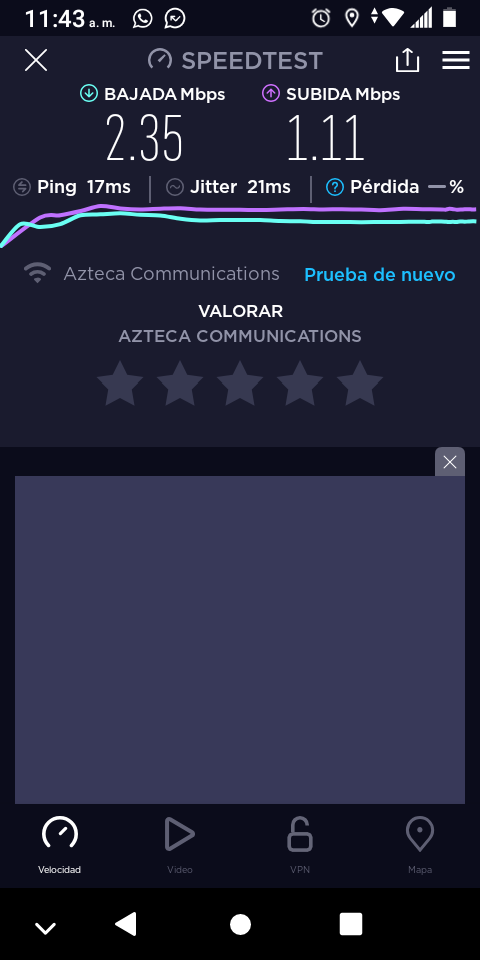 11:43 a. m.
SPEEDTEST
BAJADA Mbps SUBIDA Mbps
2.35 1.11
Ping 17ms Jitter 21ms Pérdida —%
Azteca Communications Prueba de nuevo
VALORAR
AZTECA COMMUNICATIONS
Velocidad Video VPN Mapa